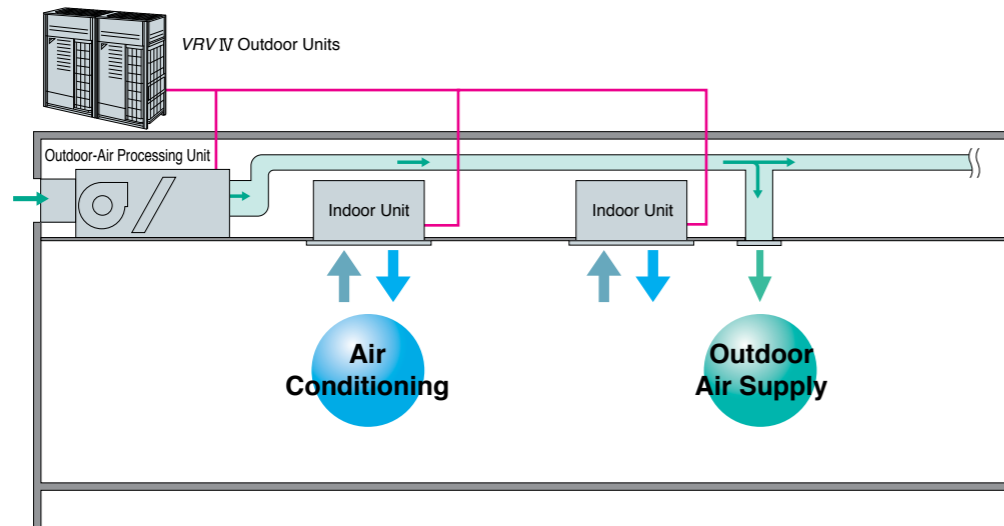 VRV IV Outdoor Units
Outdoor-Air Processing Unit
Indoor Unit
Indoor Unit
Air
Conditioning
Outdoor
Air Supply